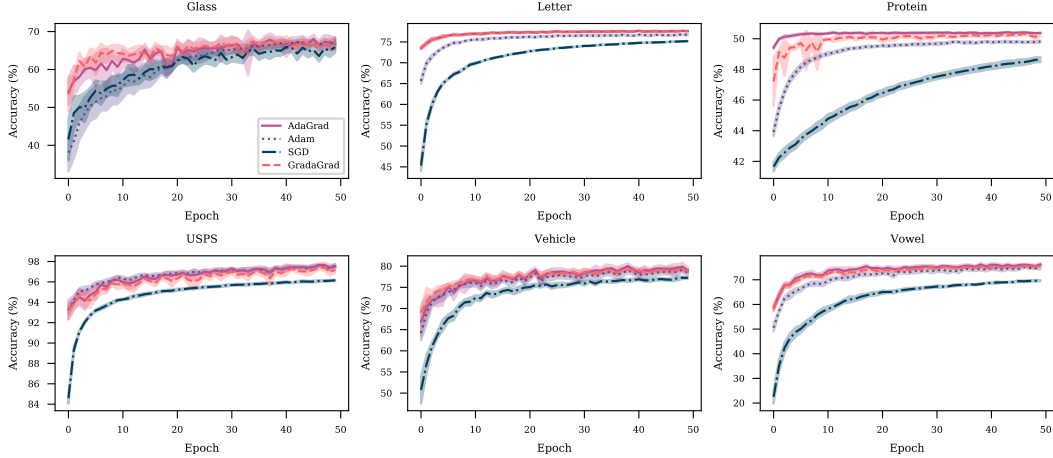 Glass
Accuracy (%)
70
60
50
40
0 10 20 30 40 50
Epoch
AdaGrad
Adam
SGD
GradaGrad
Letter
Accuracy (%)
75
70
65
60
55
50
45
0 10 20 30 40 50
Epoch
Protein
Accuracy (%)
50
48
46
44
42
0 10 20 30 40 50
Epoch
USPS
Accuracy (%)
98
96
94
92
90
88
86
84
0 10 20 30 40 50
Epoch
Vehicle
Accuracy (%)
80
75
70
65
60
55
50
0 10 20 30 40 50
Epoch
Vowel
Accuracy (%)
70
60
50
40
30
20
0 10 20 30 40 50
Epoch